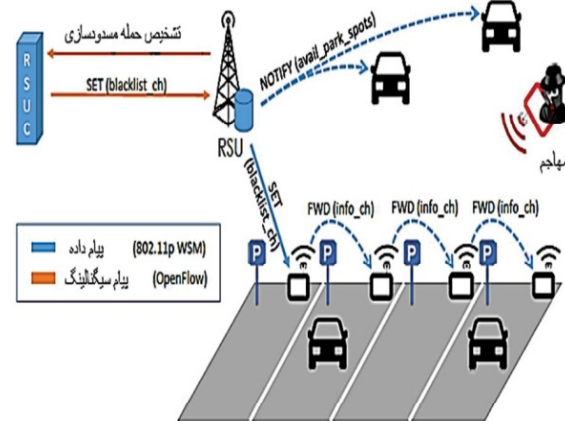 تشخیص حمله مسدودسازی
RSUC
SET (blacklist_ch)
NOTIFY (avail_park_spots)
RSU
مهاجم
SET
(blacklist_ch)
FWD (info_ch)
FWD (info_ch)
FWD (info_ch)
پیام داده (802.11p WSM)
پیام سیگنالینگ (OpenFlow)
P
P
P
P